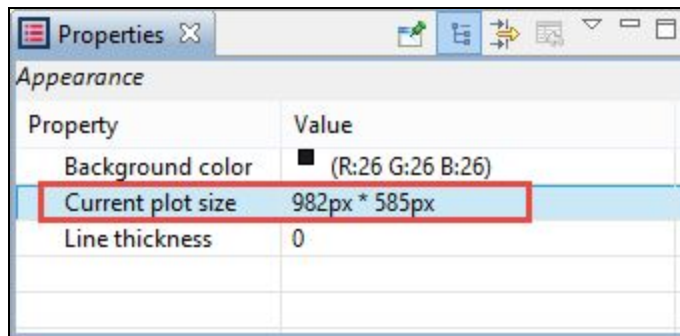 Properties
Appearance
Property Value
Background color (R:26 G:26 B:26)
Current plot size 982px * 585px
Line thickness 0